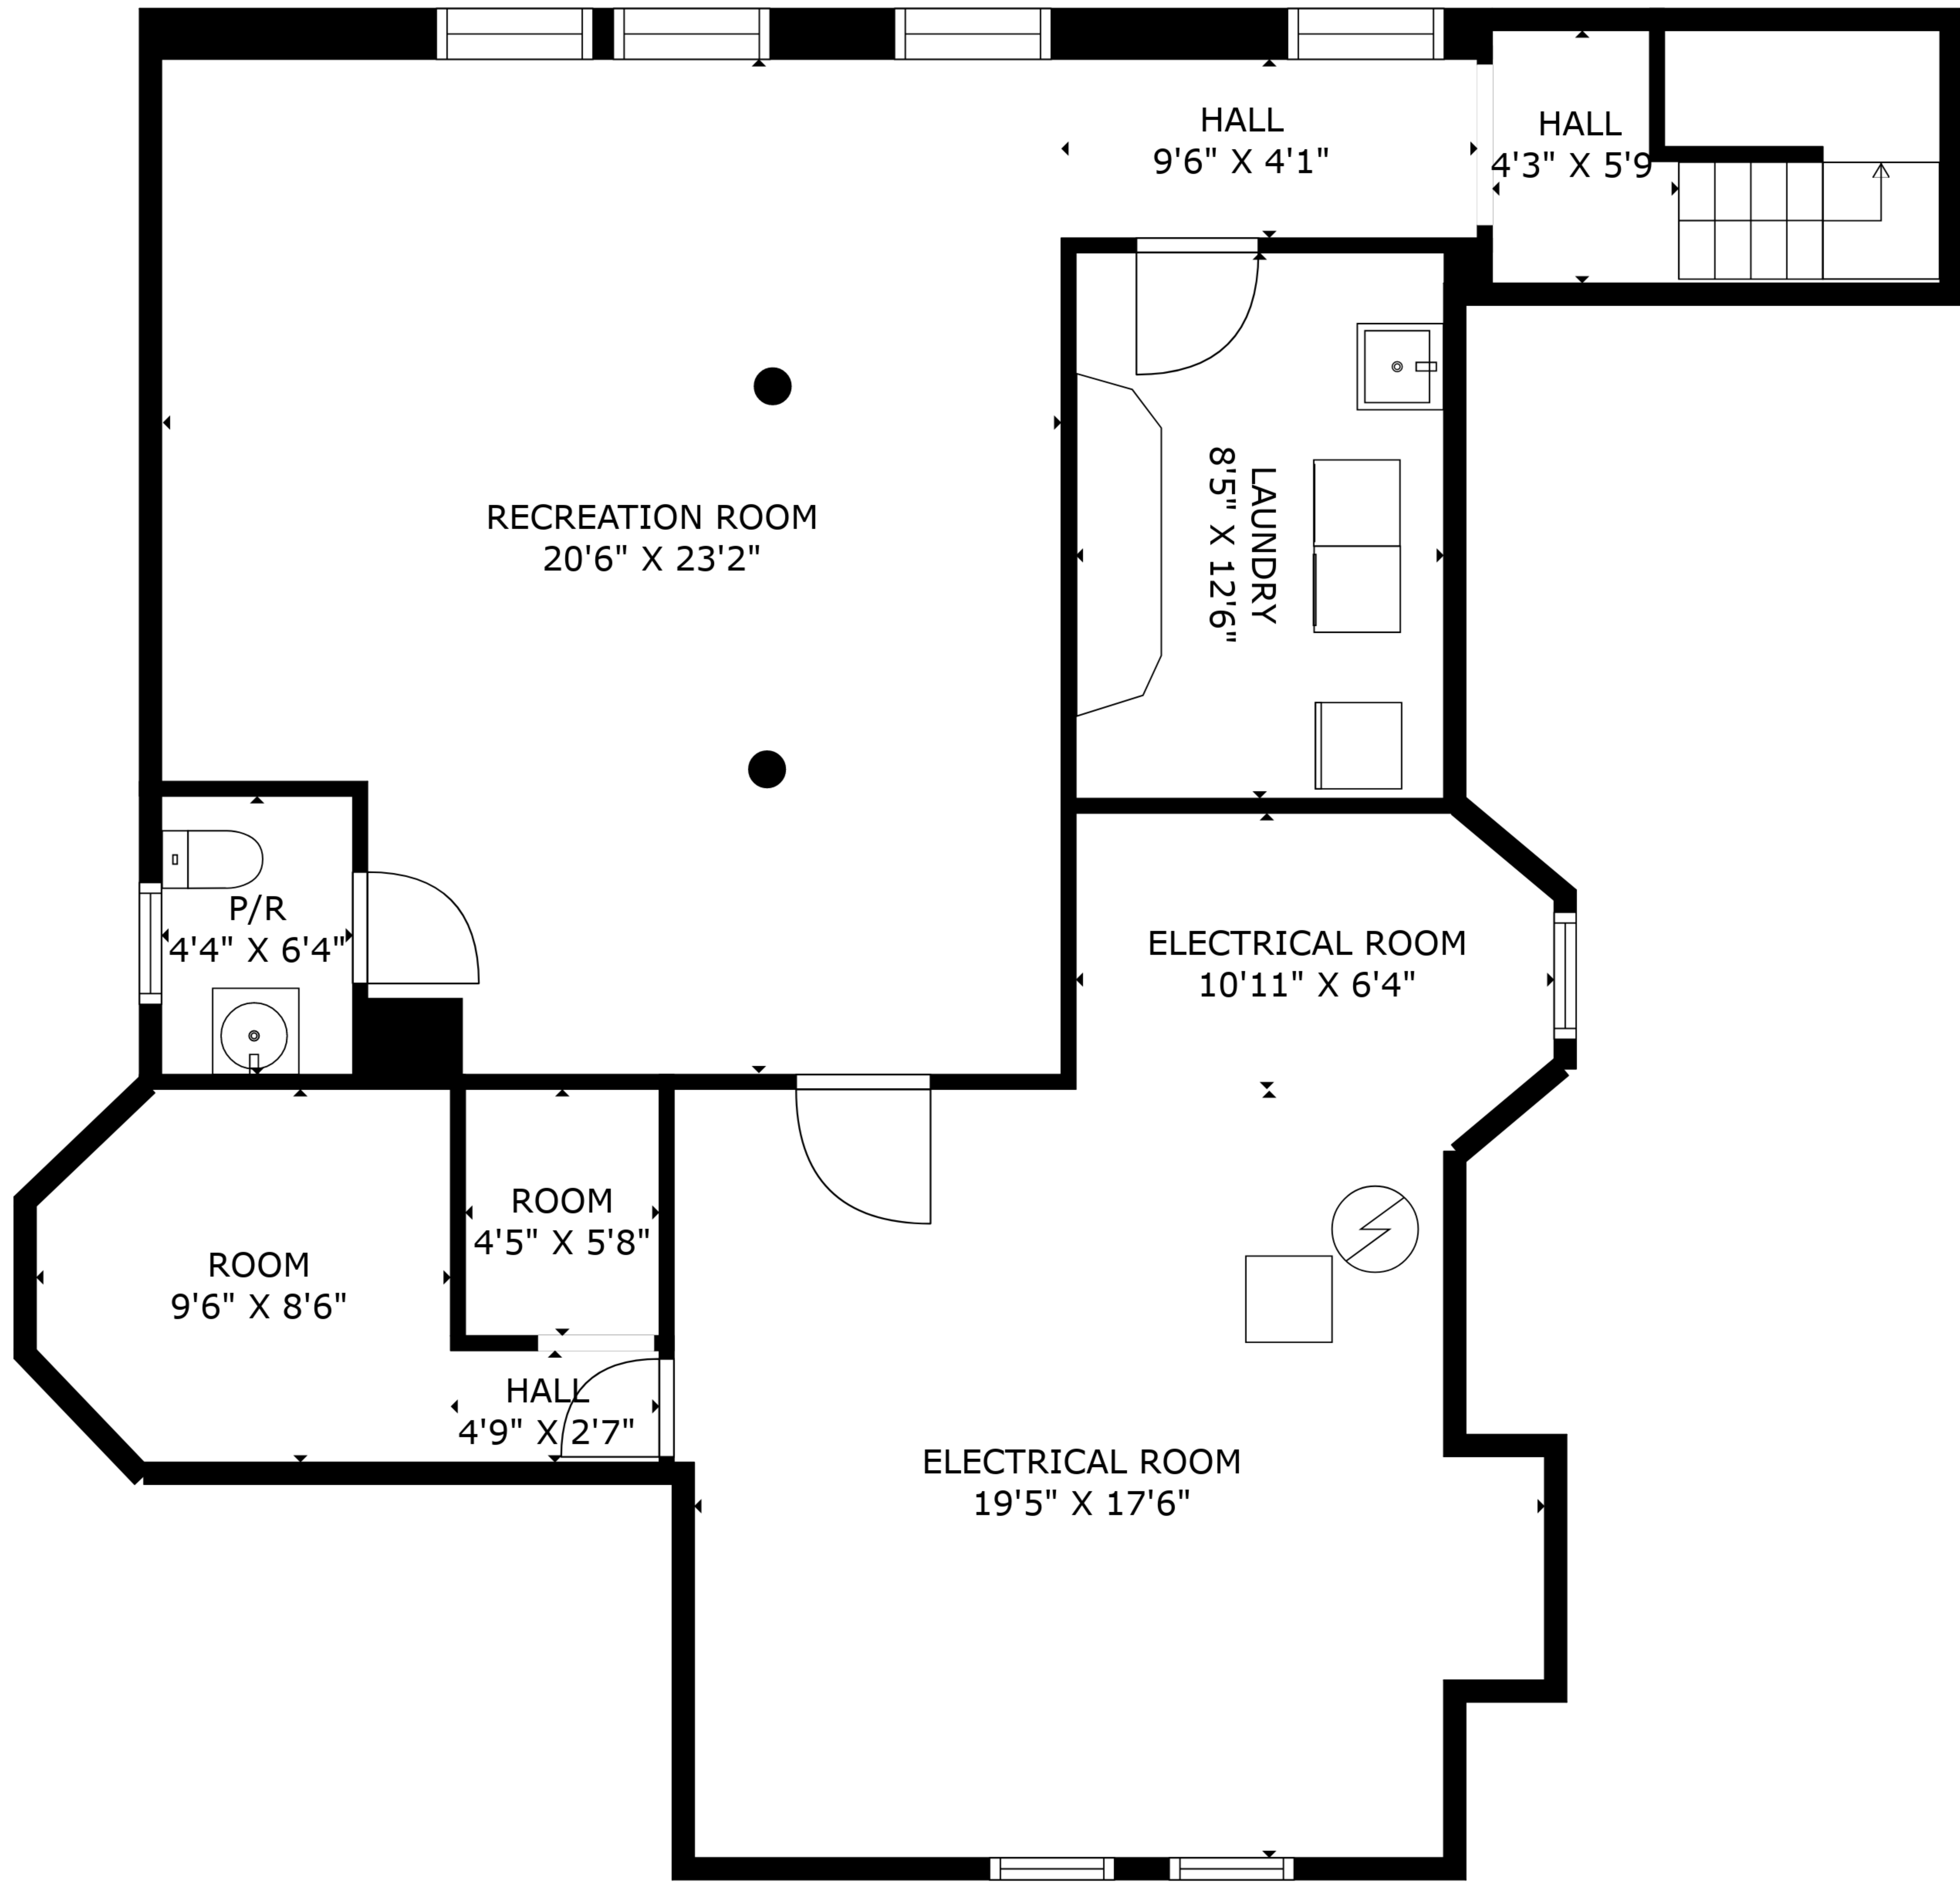 HALL
9'6" X 4'1"
HALL
4'3" X 5'9
RECREATION ROOM
20'6" X 23'2"
LAUNDRY
8'5" X 12'6"
P/R
4'4" X 6'4"
ELECTRICAL ROOM
10'11" X 6'4"
ROOM
4'5" X 5'8"
ROOM
9'6" X 8'6"
HALL
4'9" X 2'7"
ELECTRICAL ROOM
19'5" X 17'6"